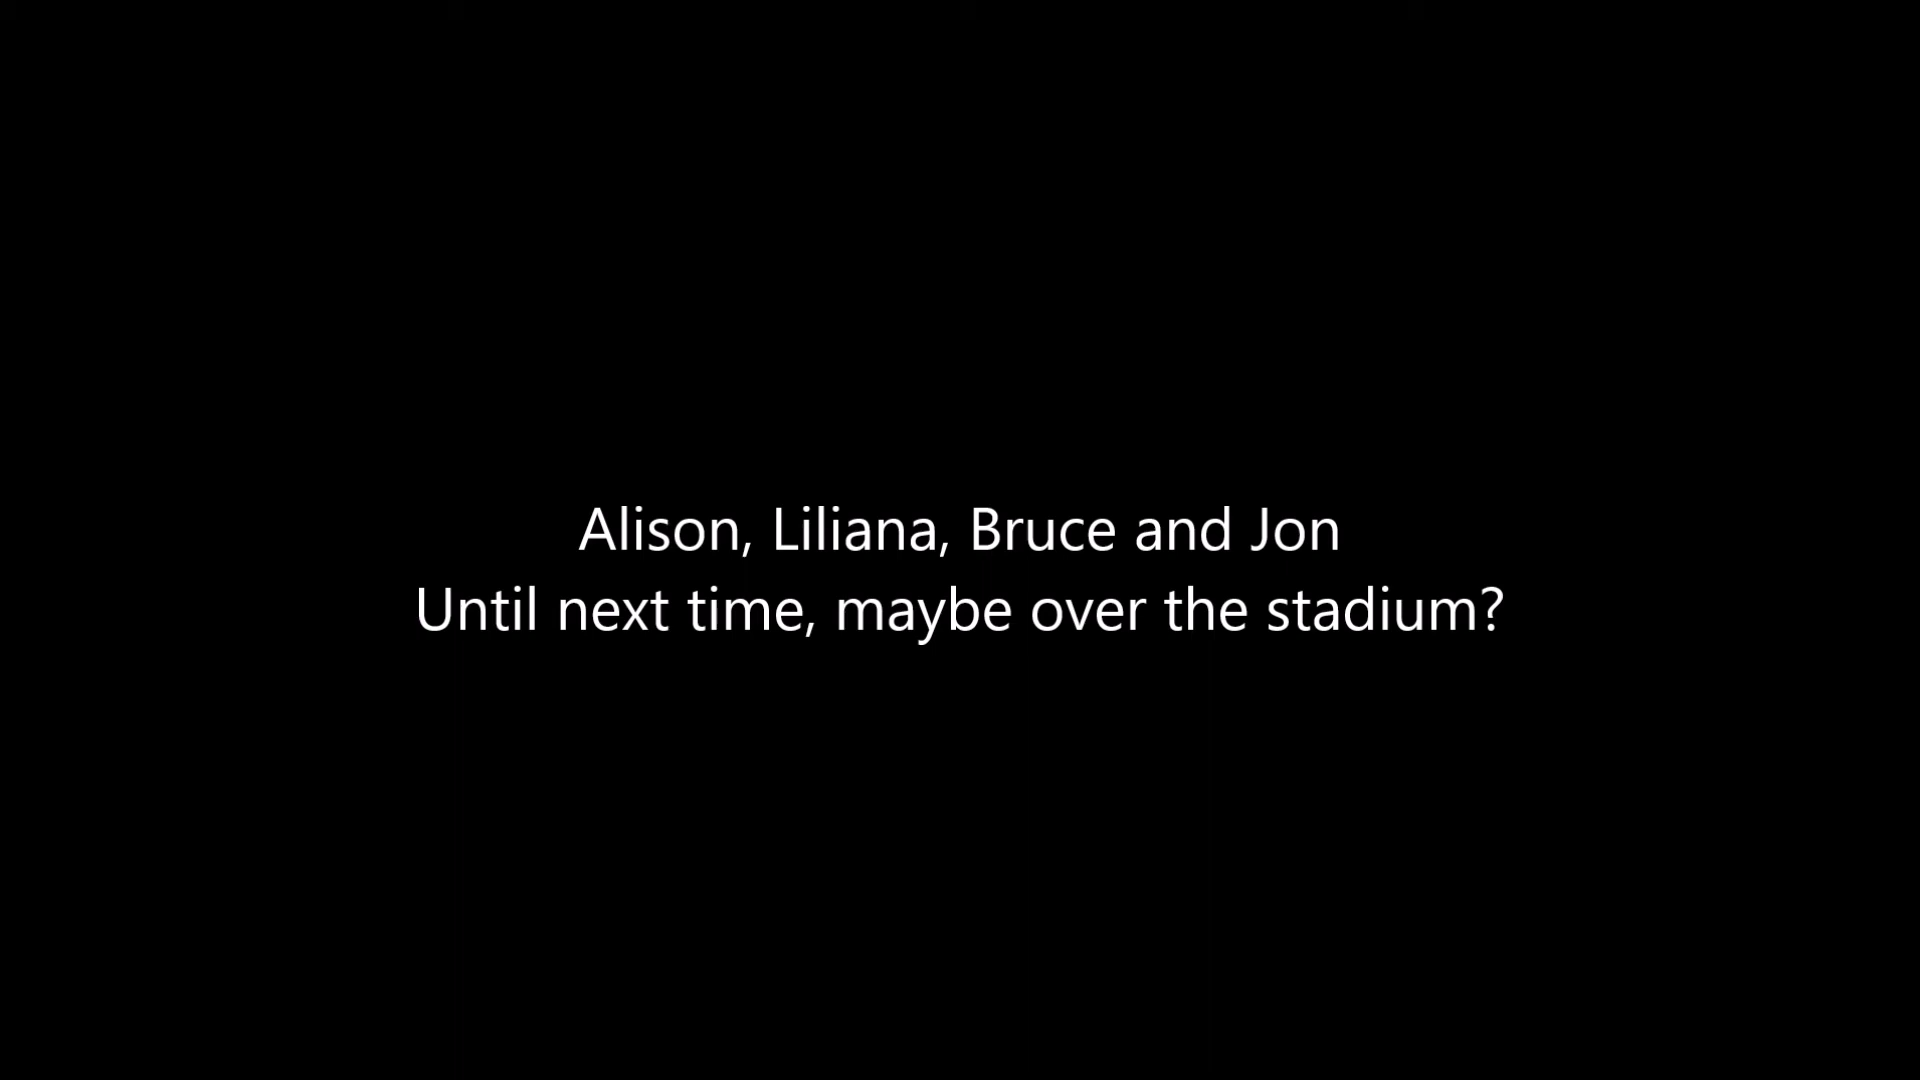 Alison, Liliana, Bruce and Jon
Until next time, maybe over the stadium?